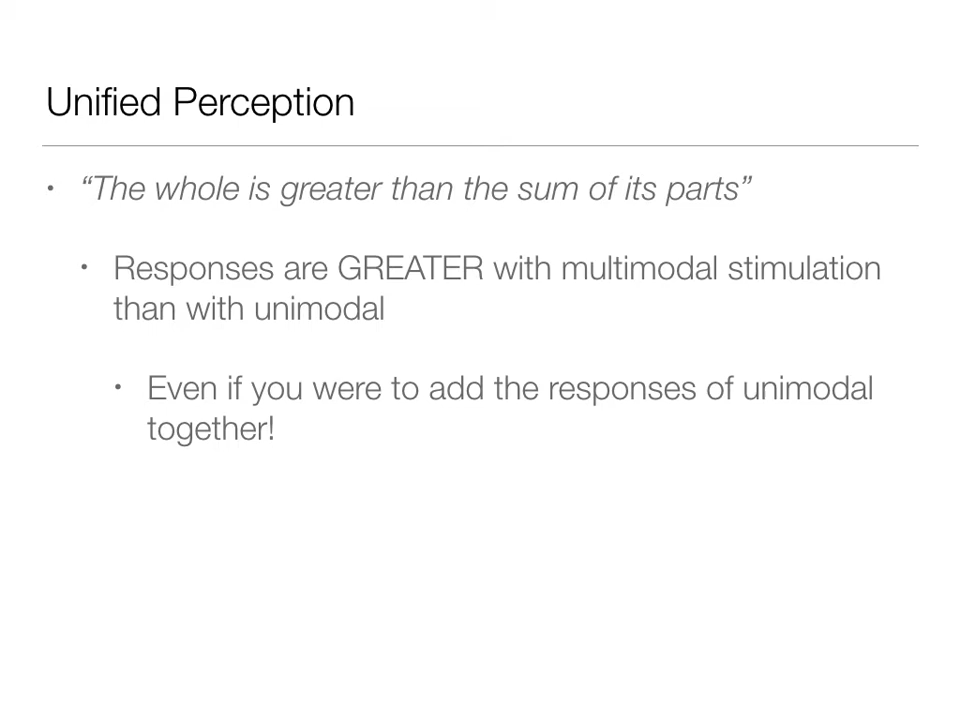 Unified Perception
• “The whole is greater than the sum of its parts”
• Responses are GREATER with multimodal stimulation
than with unimodal
• Even if you were to add the responses of unimodal
together!